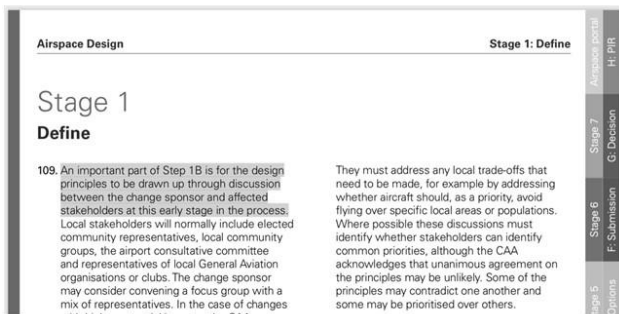 Airspace Design
Stage 1: Define
Stage 1
Define
109. An important part of Step 1B is for the design
principles to be drawn up through discussion
between the change sponsor and affected
stakeholders at this early stage in the process.
Local stakeholders will normally include elected
community representatives, local community
groups, the airport consultative committee
and representatives of local General Aviation
organisations or clubs. The change sponsor
may consider convening a focus group with a
mix of representatives. In the case of changes
They must address any local trade-offs that
need to be made, for example by addressing
whether aircraft should, as a priority, avoid
flying over specific local areas or populations.
Where possible these discussions must
identify whether stakeholders can identify
common priorities, although the CAA
acknowledges that unanimous agreement on
the principles may be unlikely. Some of the
principles may contradict one another and
some may be prioritised over others.
Airspace portal
H: PIR
Stage 7
G: Decision
Stage 6
F: Submission
Stage 5
Options